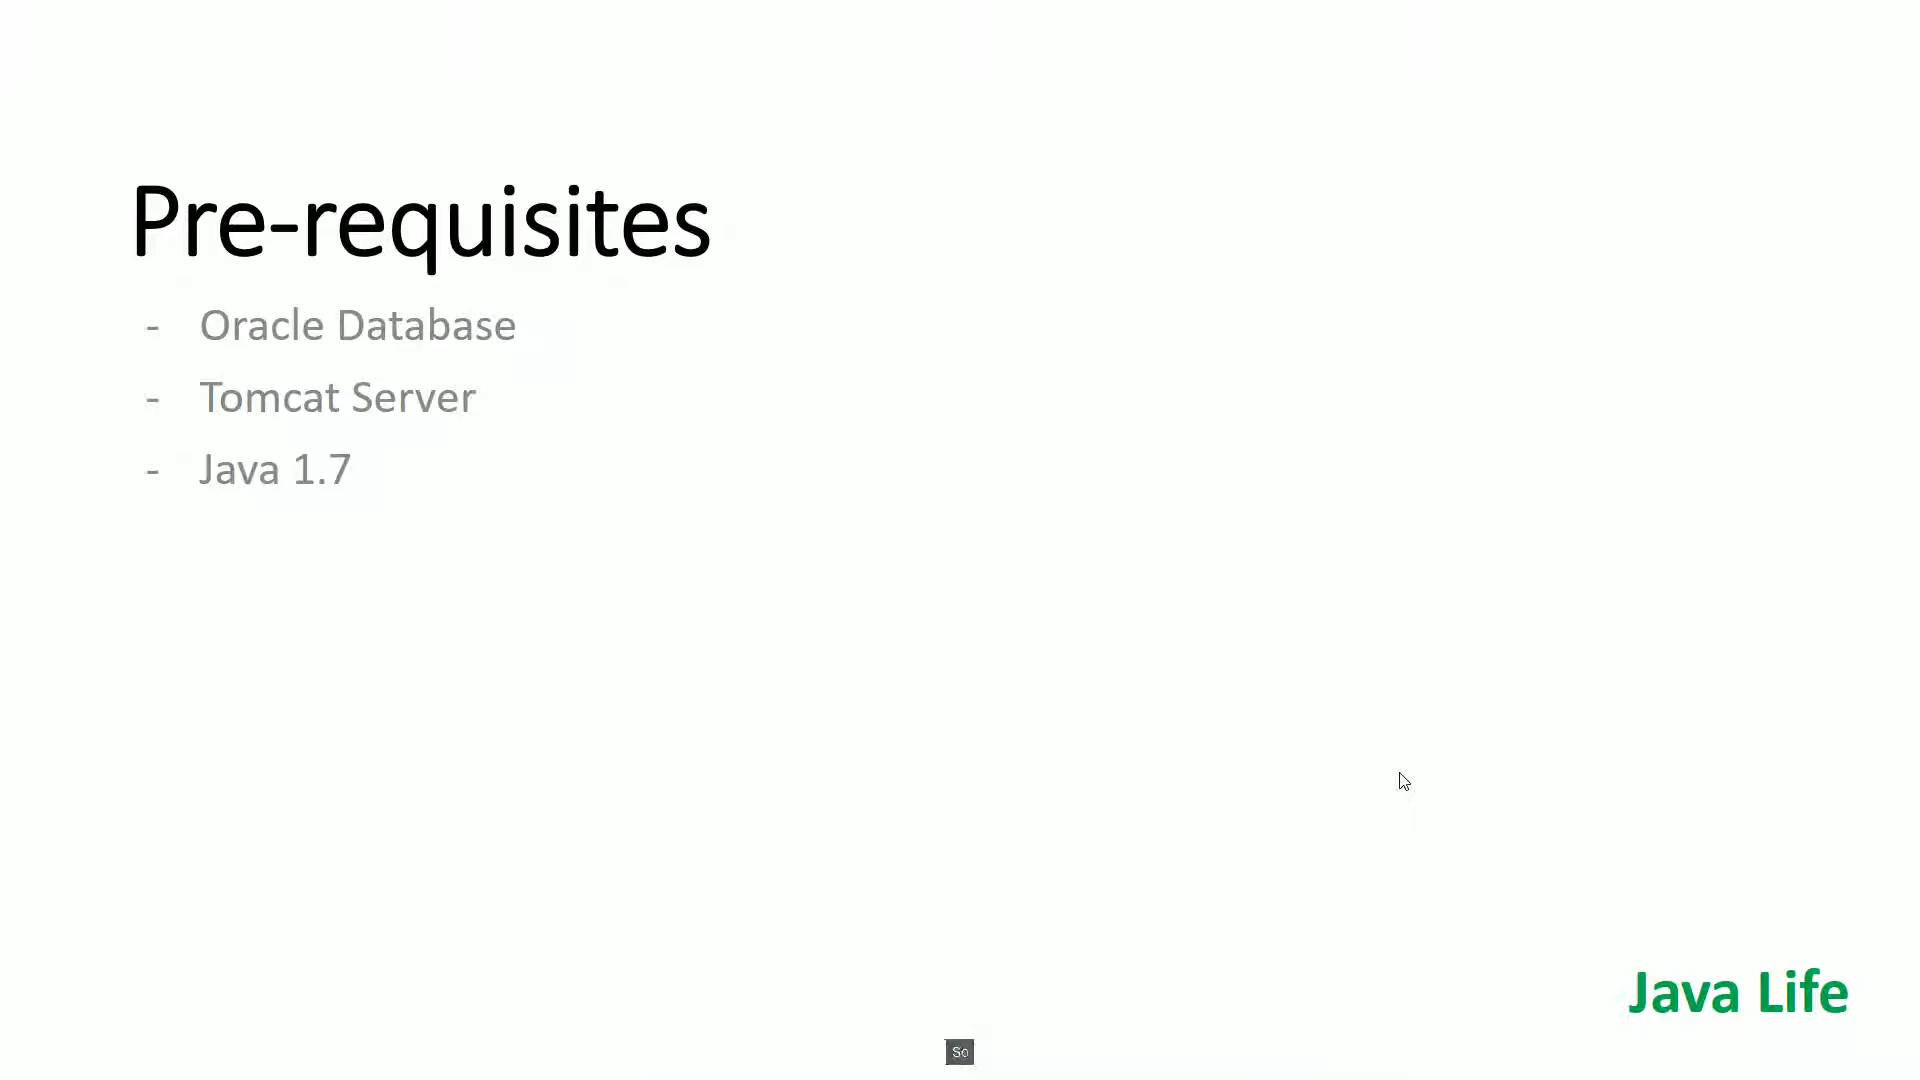 Pre-requisites
- Oracle Database
- Tomcat Server
- Java 1.7
Java Life
So